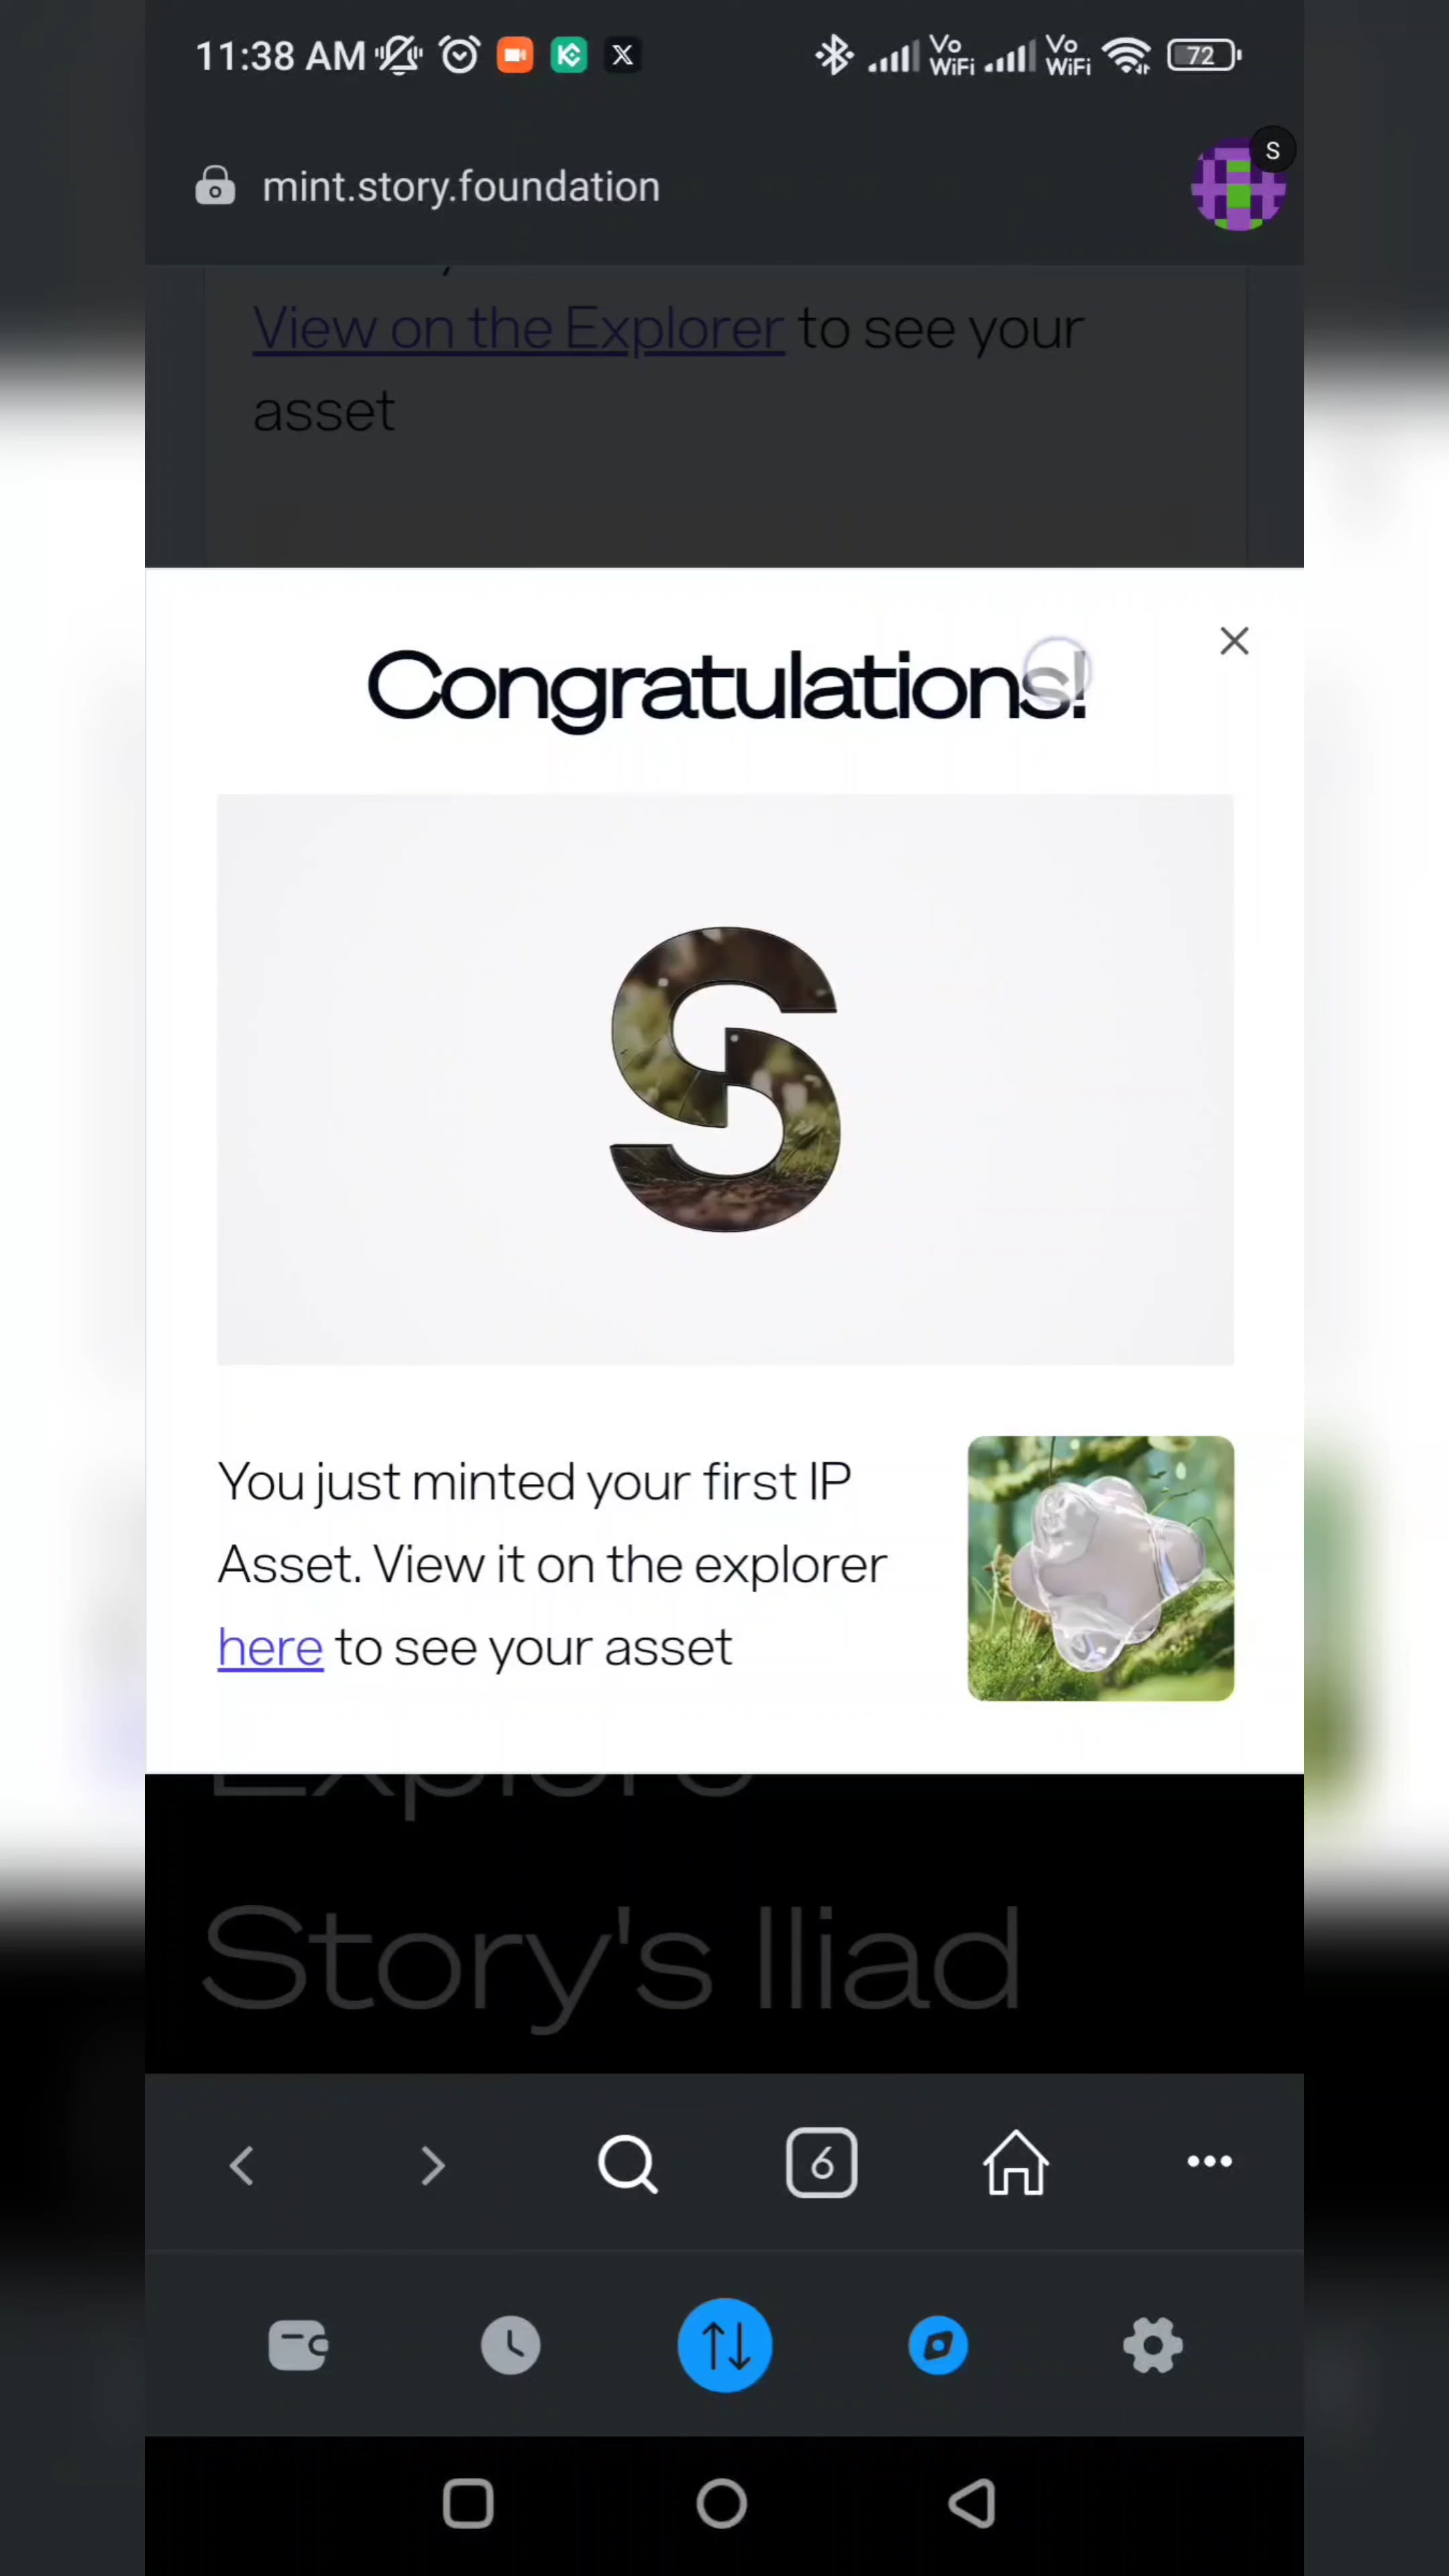 11:38 AM
Vo WiFi
Vo WiFi
72
mint.story.foundation
S
View on the Explorer to see your
asset
Congratulations!
S
You just minted your first IP
Asset. View it on the explorer
here to see your asset
Explore
Story's Iliad
6